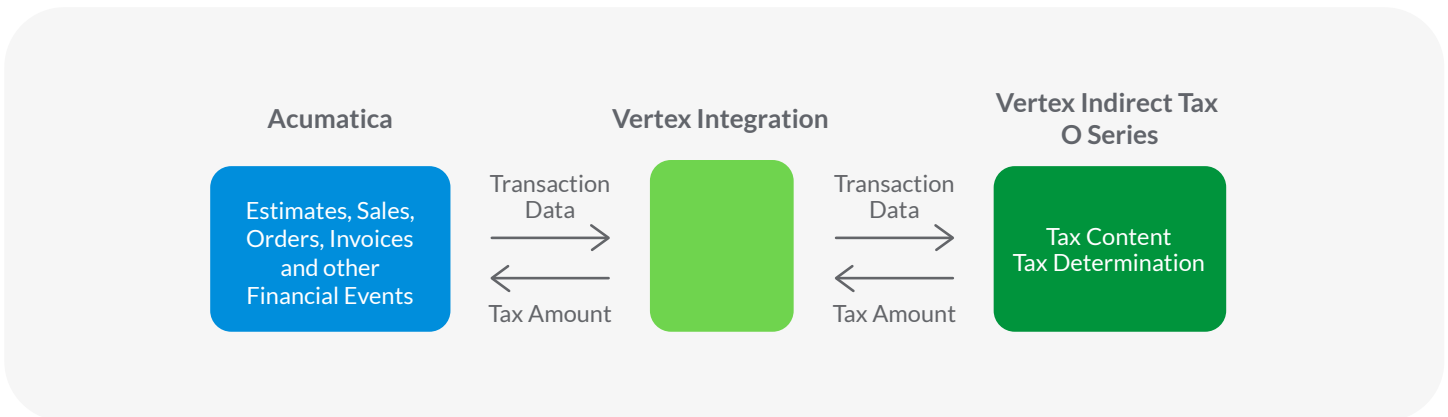 Acumatica
Vertex Integration
Vertex Indirect Tax
O Series
Estimates, Sales,
Orders, Invoices
and other
Financial Events
Transaction
Data
Tax Amount
Transaction
Data
Tax Amount
Tax Content
Tax Determination